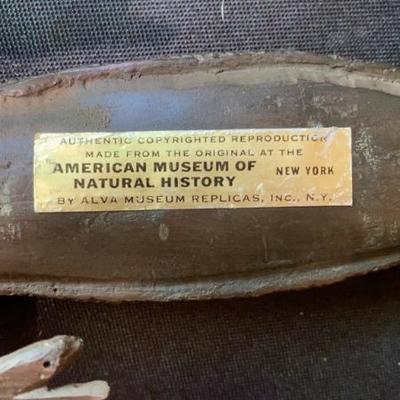 AUTHENTIC COPYRIGHTED REPRODUCTION
MADE FROM THE ORIGINAL AT THE
AMERICAN MUSEUM OF
NATURAL HISTORY NEW YORK
BY ALVA MUSEUM REPLICAS, INC., N.Y.